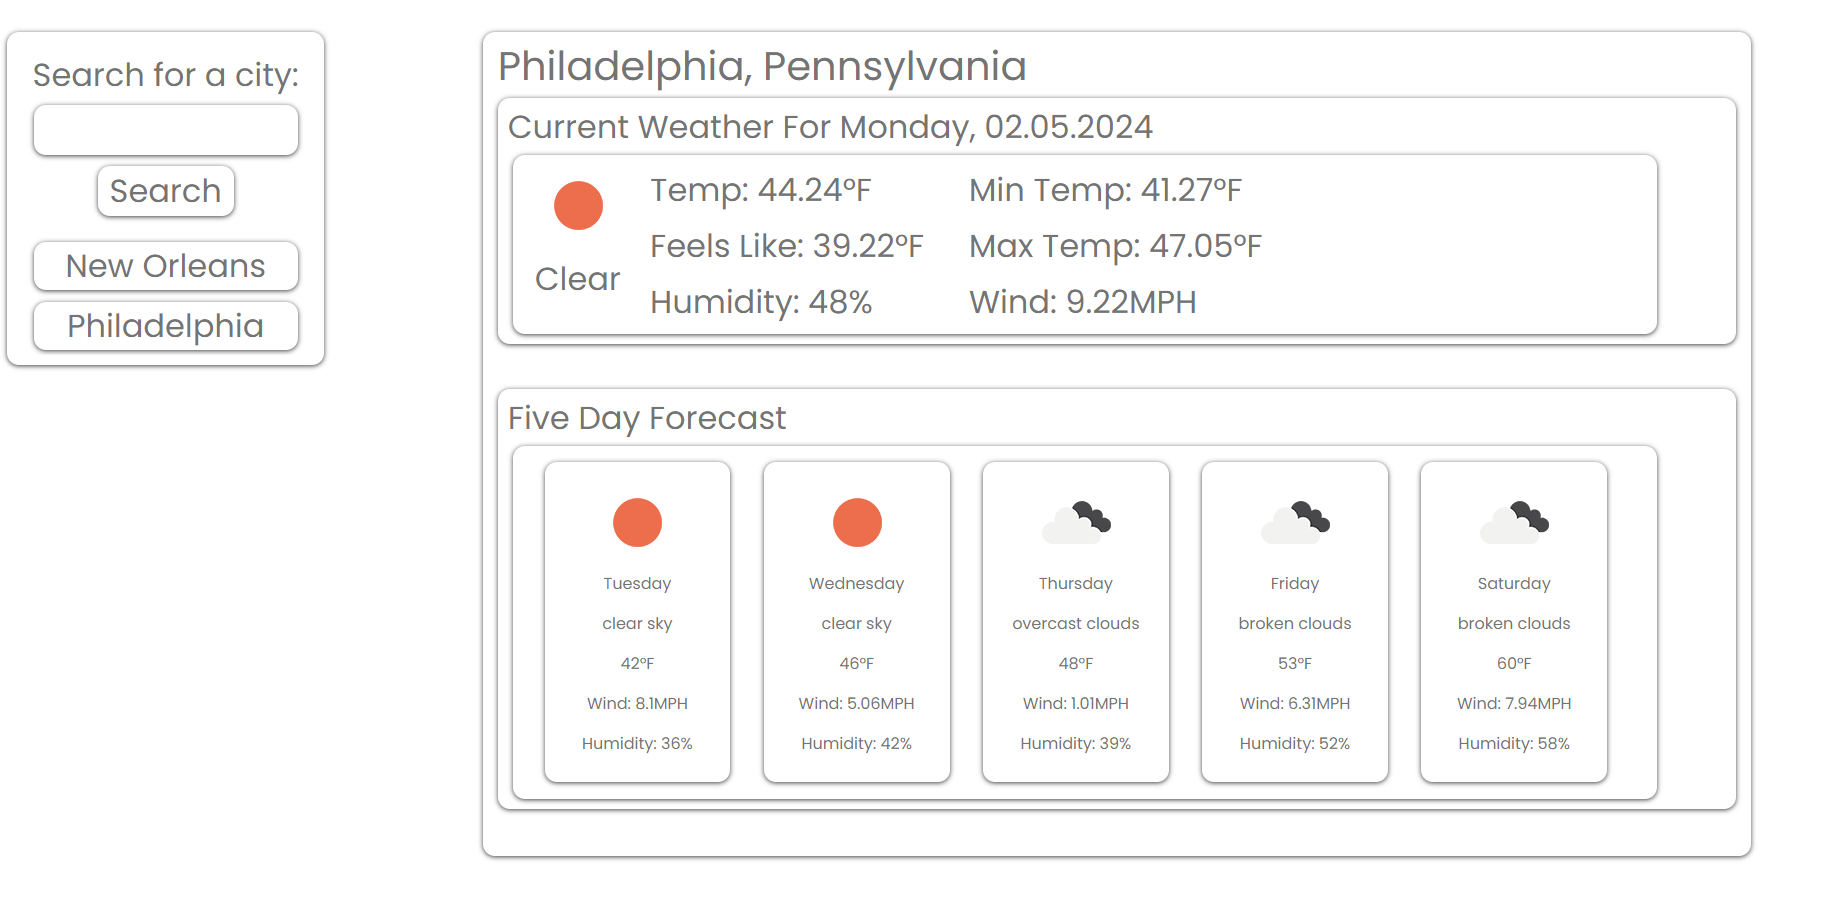 Search for a city:
Search
New Orleans
Philadelphia
Philadelphia, Pennsylvania
Current Weather For Monday, 02.05.2024
Clear
Temp: 44.24ºF
Feels Like: 39.22ºF
Humidity: 48%
Min Temp: 41.27ºF
Max Temp: 47.05ºF
Wind: 9.22MPH
Five Day Forecast
Tuesday
clear sky
42ºF
Wind: 8.1MPH
Humidity: 36%
Wednesday
clear sky
46ºF
Wind: 5.06MPH
Humidity: 42%
Thursday
overcast clouds
48ºF
Wind: 1.01MPH
Humidity: 39%
Friday
broken clouds
53ºF
Wind: 6.31MPH
Humidity: 52%
Saturday
broken clouds
60ºF
Wind: 7.94MPH
Humidity: 58%